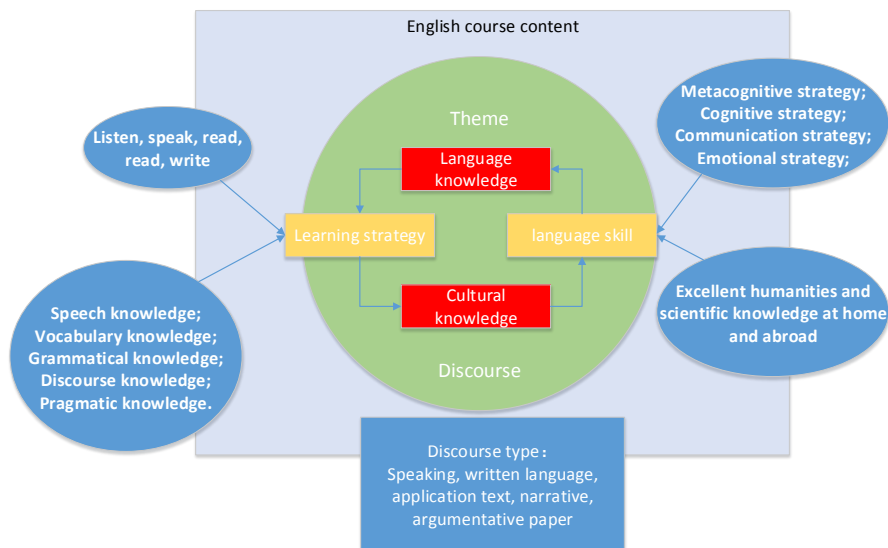 English course content
Metacognitive strategy;
Cognitive strategy;
Communication strategy;
Emotional strategy;
Listen, speak, read,
read, write
Theme
Language
knowledge
Learning strategy
language skill
Cultural
knowledge
Speech knowledge;
Vocabulary knowledge;
Grammatical knowledge;
Discourse knowledge;
Pragmatic knowledge.
Excellent humanities and
scientific knowledge at home
and abroad
Discourse
Discourse type：
Speaking, written language,
application text, narrative,
argumentative paper